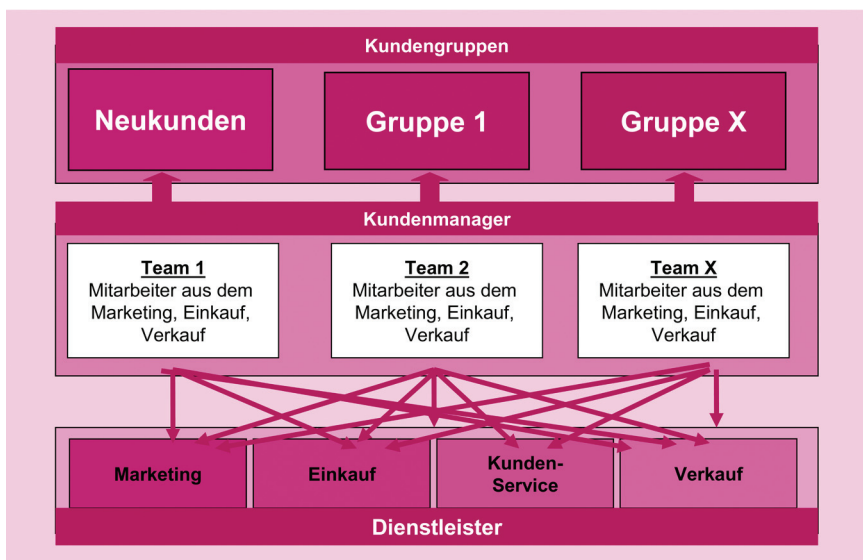 Kundengruppen
Neukunden
Gruppe 1
Gruppe X
Kundenmanager
Team 1
Mitarbeiter aus dem
Marketing, Einkauf,
Verkauf
Team 2
Mitarbeiter aus dem
Marketing, Einkauf,
Verkauf
Team X
Mitarbeiter aus dem
Marketing, Einkauf,
Verkauf
Marketing
Einkauf
Kunden-
Service
Verkauf
Dienstleister